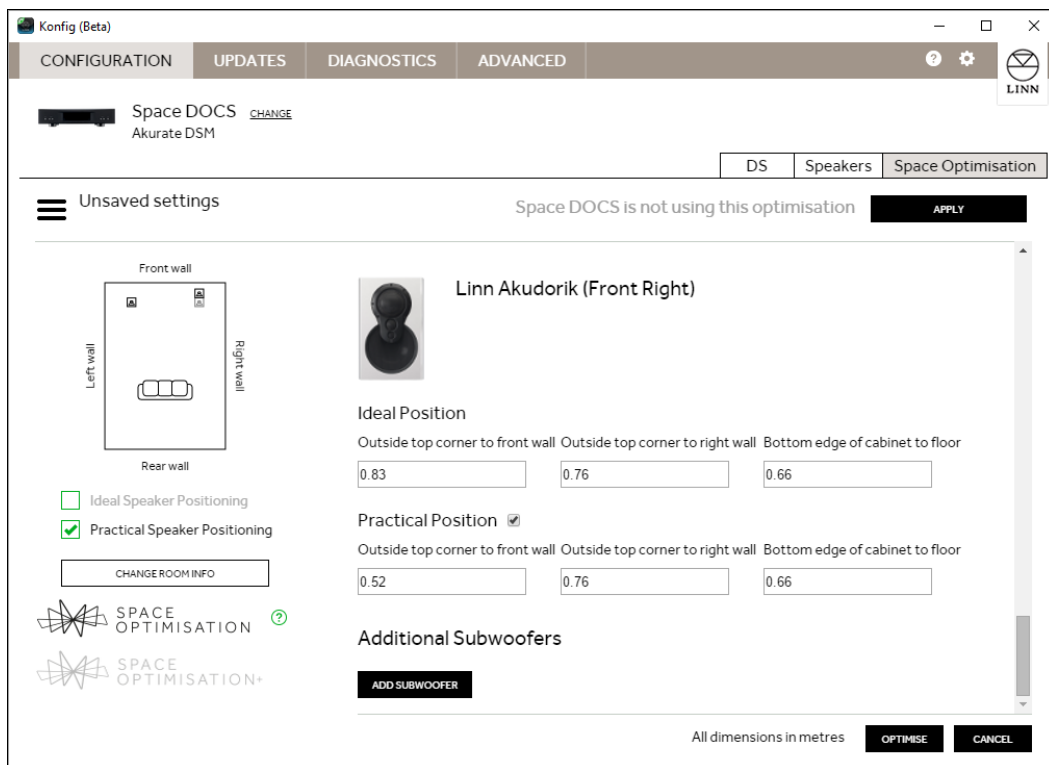 Konfig (Beta)
CONFIGURATION UPDATES DIAGNOSTICS ADVANCED
LINN
Space DOCS CHANGE
Akurate DSM
DS Speakers Space Optimisation
Unsaved settings
Space DOCS is not using this optimisation APPLY
Front wall
Left wall
Right wall
Rear wall
Ideal Speaker Positioning
Practical Speaker Positioning
CHANGE ROOM INFO
SPACE
OPTIMISATION ?
SPACE
OPTIMISATION+
Linn Akudorik (Front Right)
Ideal Position
Outside top corner to front wall Outside top corner to right wall Bottom edge of cabinet to floor
0.83 0.76 0.66
Practical Position
Outside top corner to front wall Outside top corner to right wall Bottom edge of cabinet to floor
0.52 0.76 0.66
Additional Subwoofers
ADD SUBWOOFER
All dimensions in metres OPTIMISE CANCEL